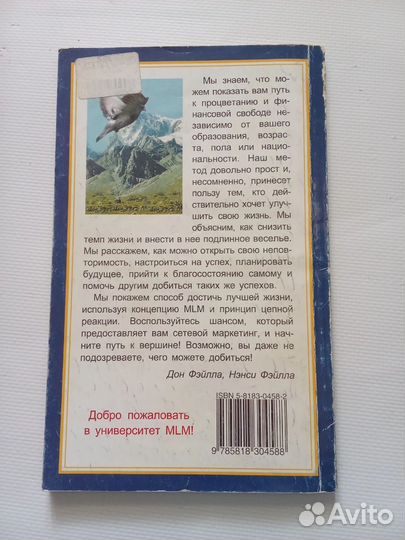 Мы знаем, что мо-
жем показать вам путь
к процветанию и фи-
нансовой свободе не-
зависимо от вашего
образования, возрас-
та, пола или нацио-
нальности. Наш ме-
тод довольно прост и,
несомненно, принесет
пользу тем, кто дей-
ствительно хочет улуч-
шить свою жизнь. Мы
объясним, как снизить
темп жизни и внести в нее подлинное веселье.
Мы расскажем, как можно открыть свою непов-
торимость, настроиться на успех, планировать
будущее, прийти к благосостоянию самому и
помочь другим добиться таких же успехов.
Мы покажем способ достичь лучшей жизни,
используя концепцию MLM и принцип цепной
реакции. Воспользуйтесь шансом, который
предоставляет вам сетевой маркетинг, и нач-
ните путь к вершине! Возможно, вы даже не
подозреваете, чего можете добиться!
Дон Фэйлла, Нэнси Фэйлла
ISBN 5-8183-0458-2
Добро пожаловать
в университет MLM!
9 785818 304588
Avito